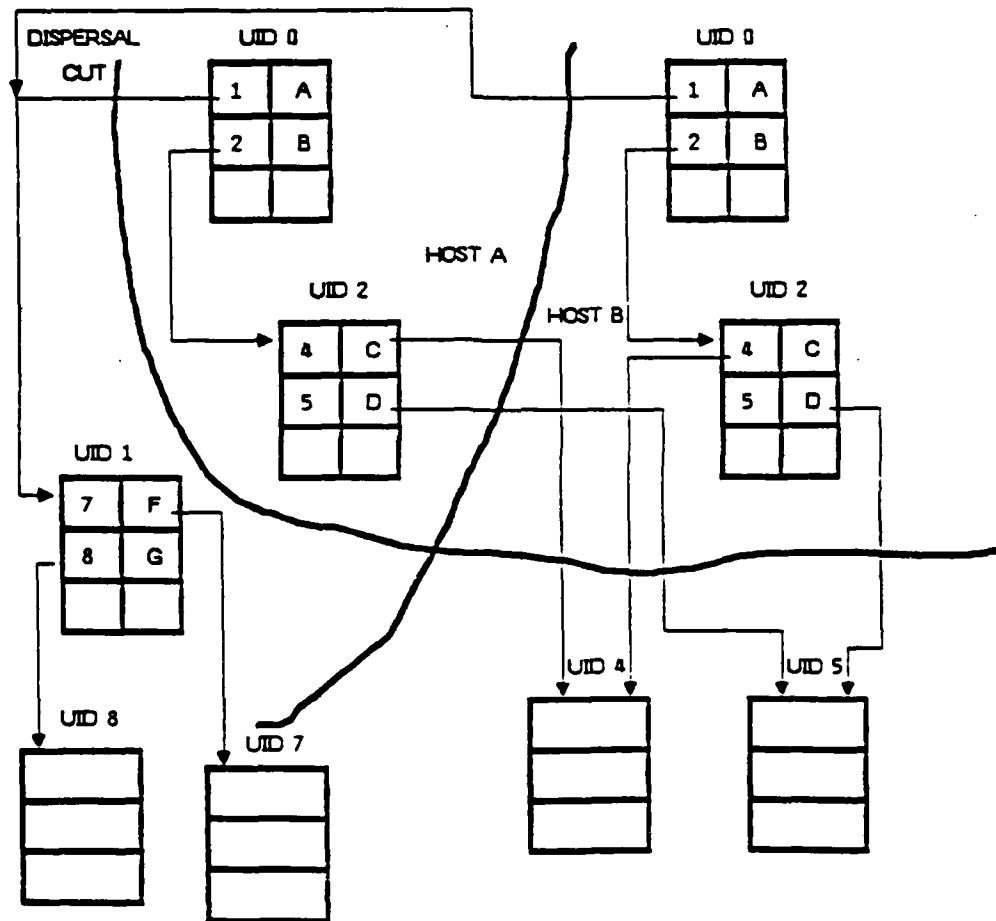 DISPERSAL
CUT
UID 0
1 A
2 B
UID 0
1 A
2 B
HOST A
HOST B
UID 2
4 C
5 D
UID 2
4 C
5 D
UID 1
7 F
8 G
UID 8
UID 7
UID 4
UID 5